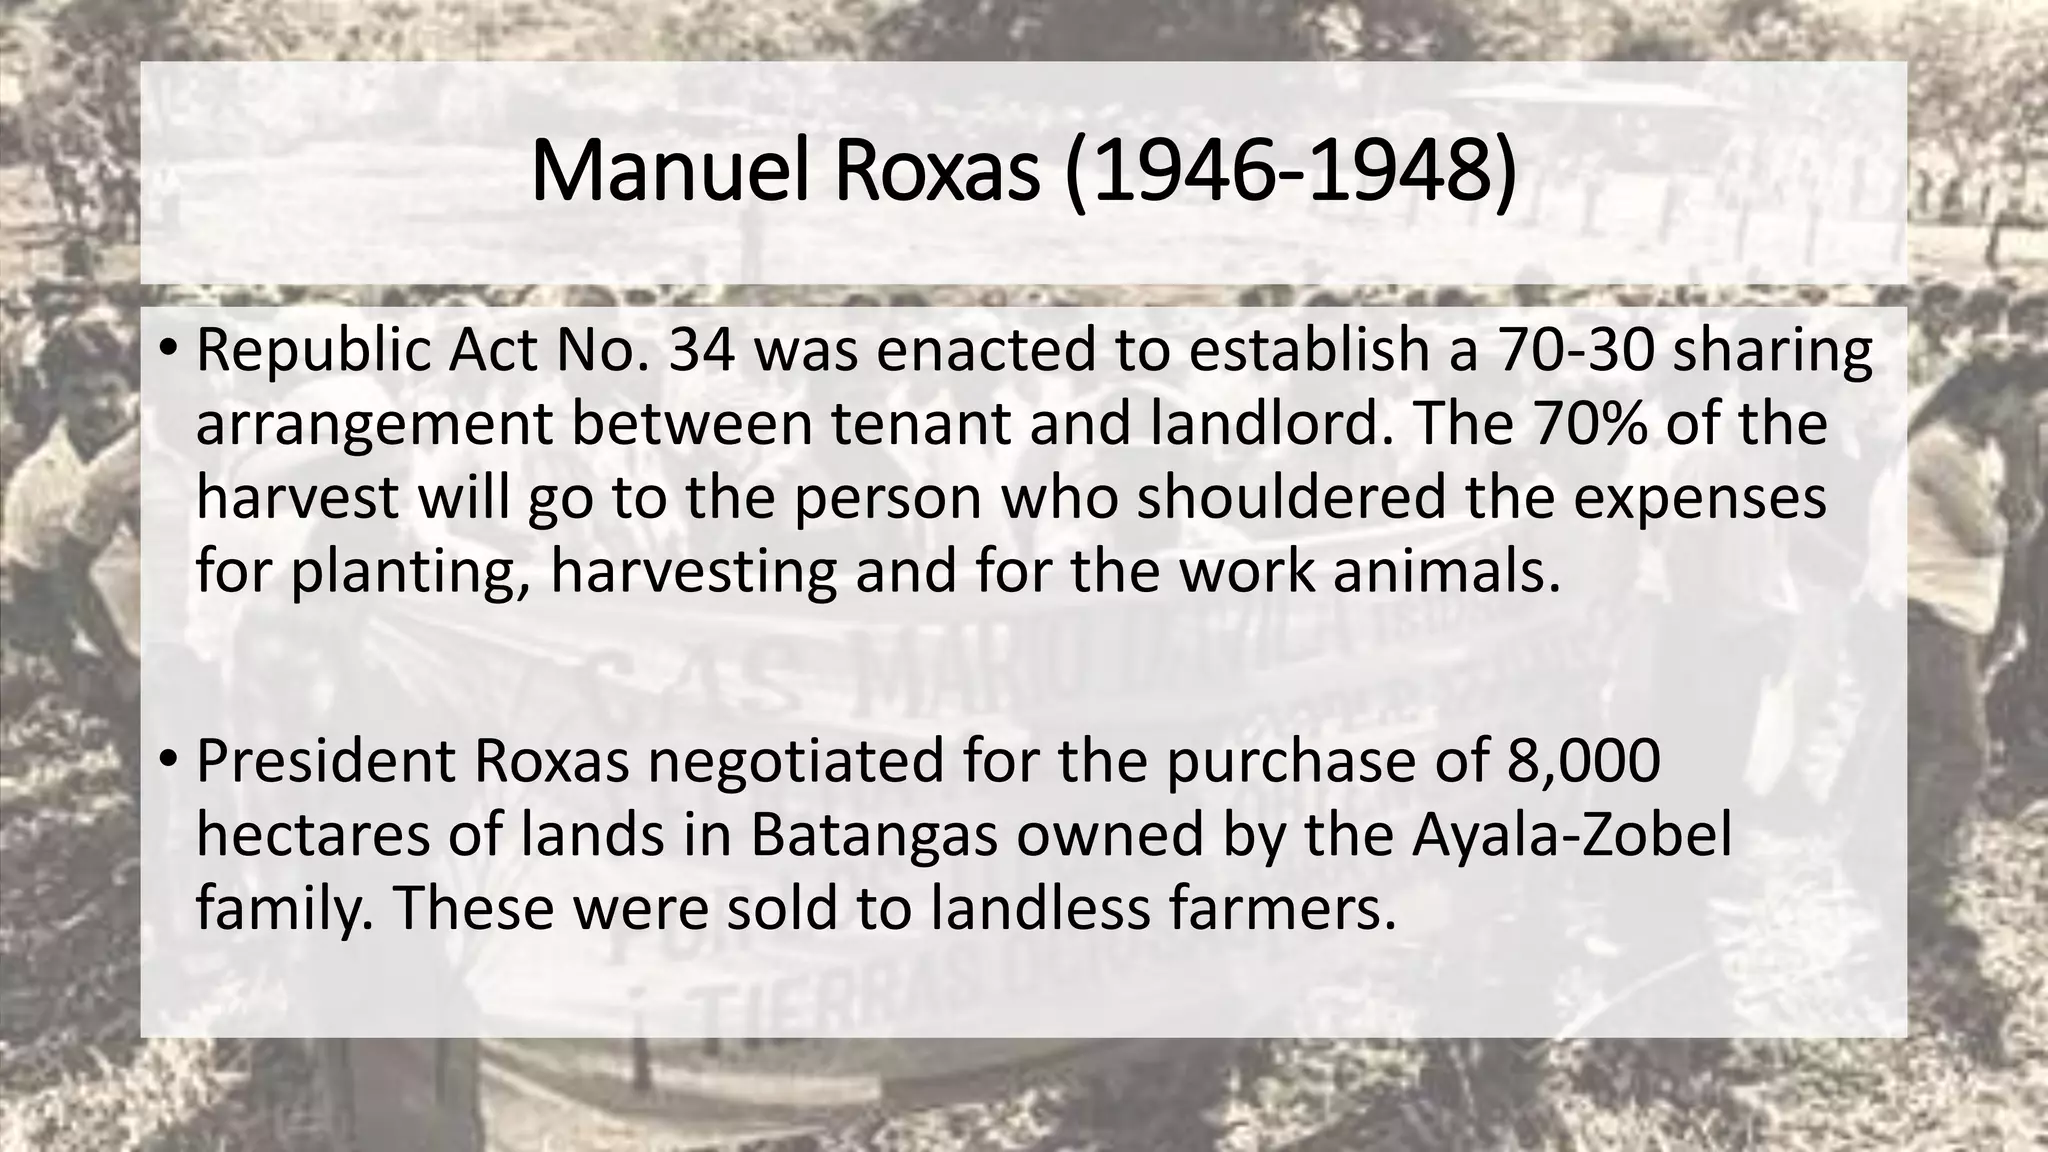 Manuel Roxas (1946-1948)
• Republic Act No. 34 was enacted to establish a 70-30 sharing
arrangement between tenant and landlord. The 70% of the
harvest will go to the person who shouldered the expenses
for planting, harvesting and for the work animals.
• President Roxas negotiated for the purchase of 8,000
hectares of lands in Batangas owned by the Ayala-Zobel
family. These were sold to landless farmers.
MARIO
TIERRAS